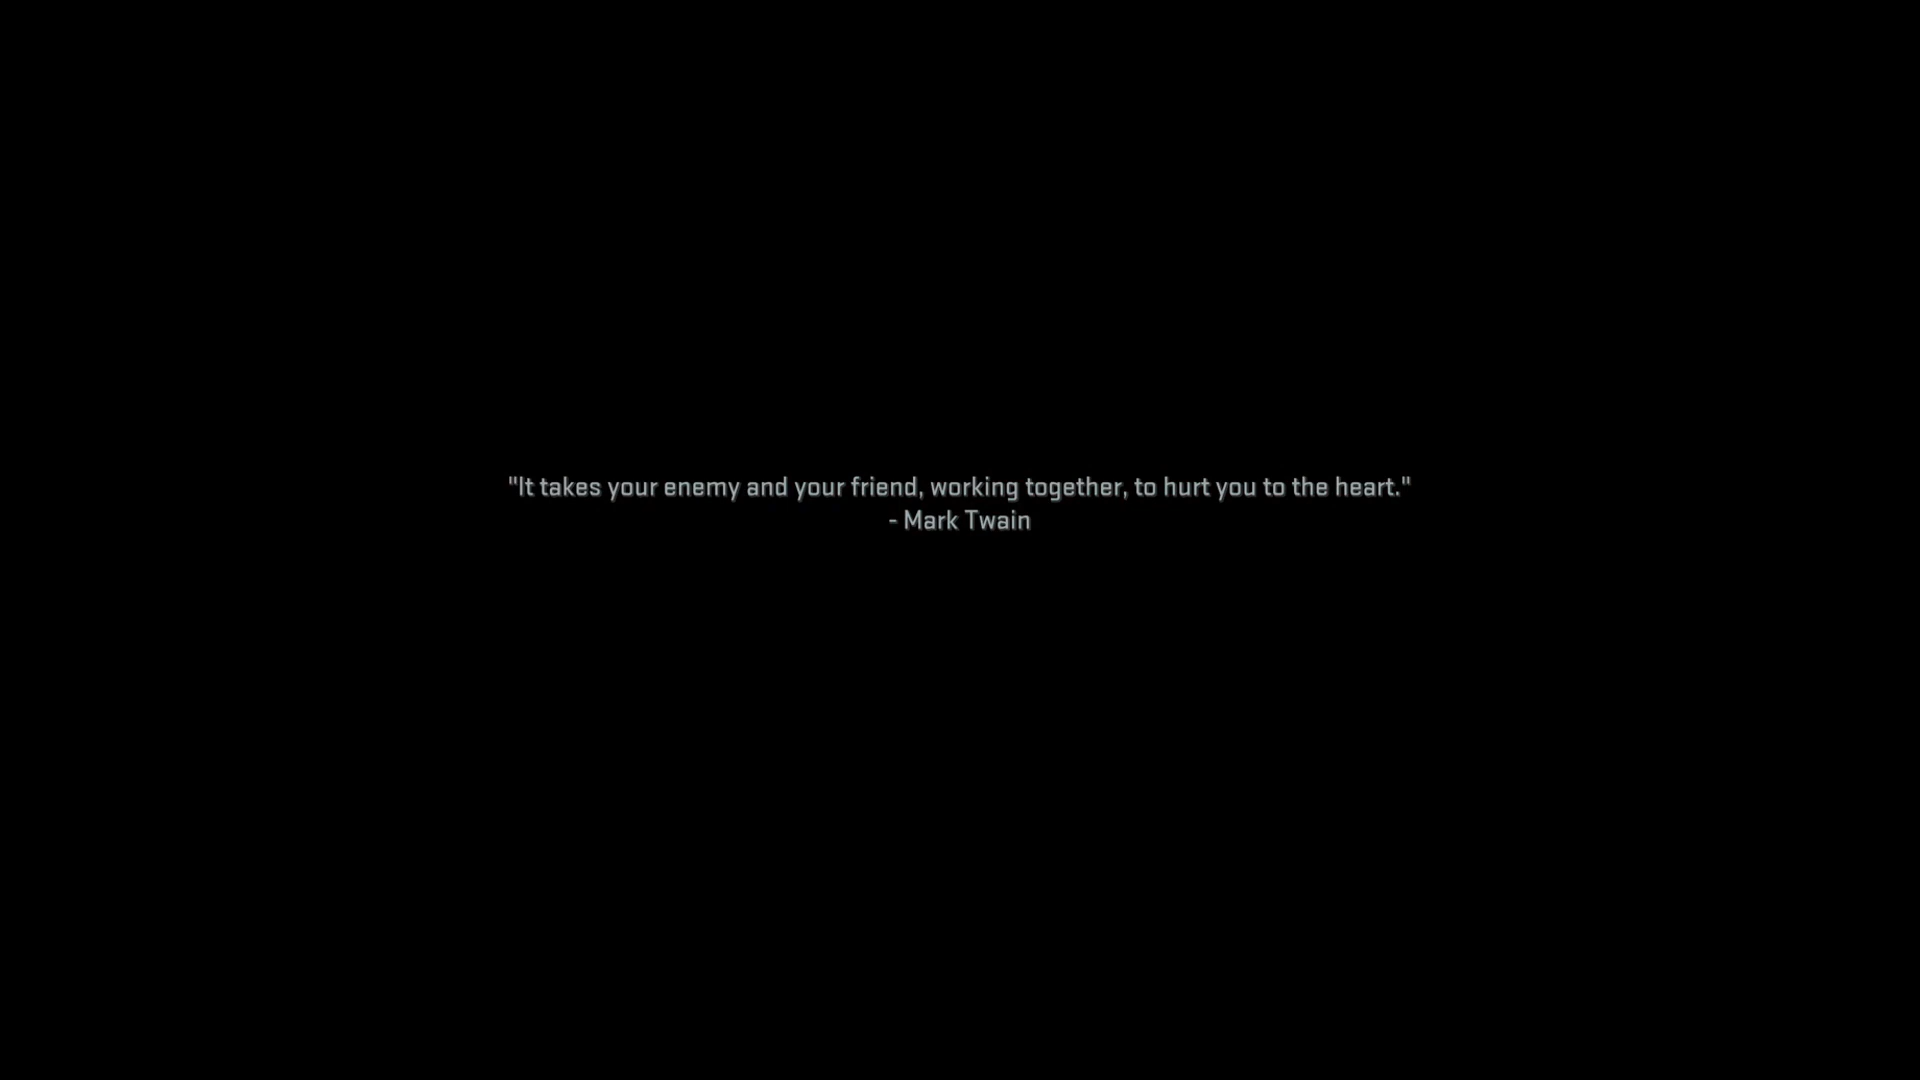 "It takes your enemy and your friend, working together, to hurt you to the heart."
- Mark Twain